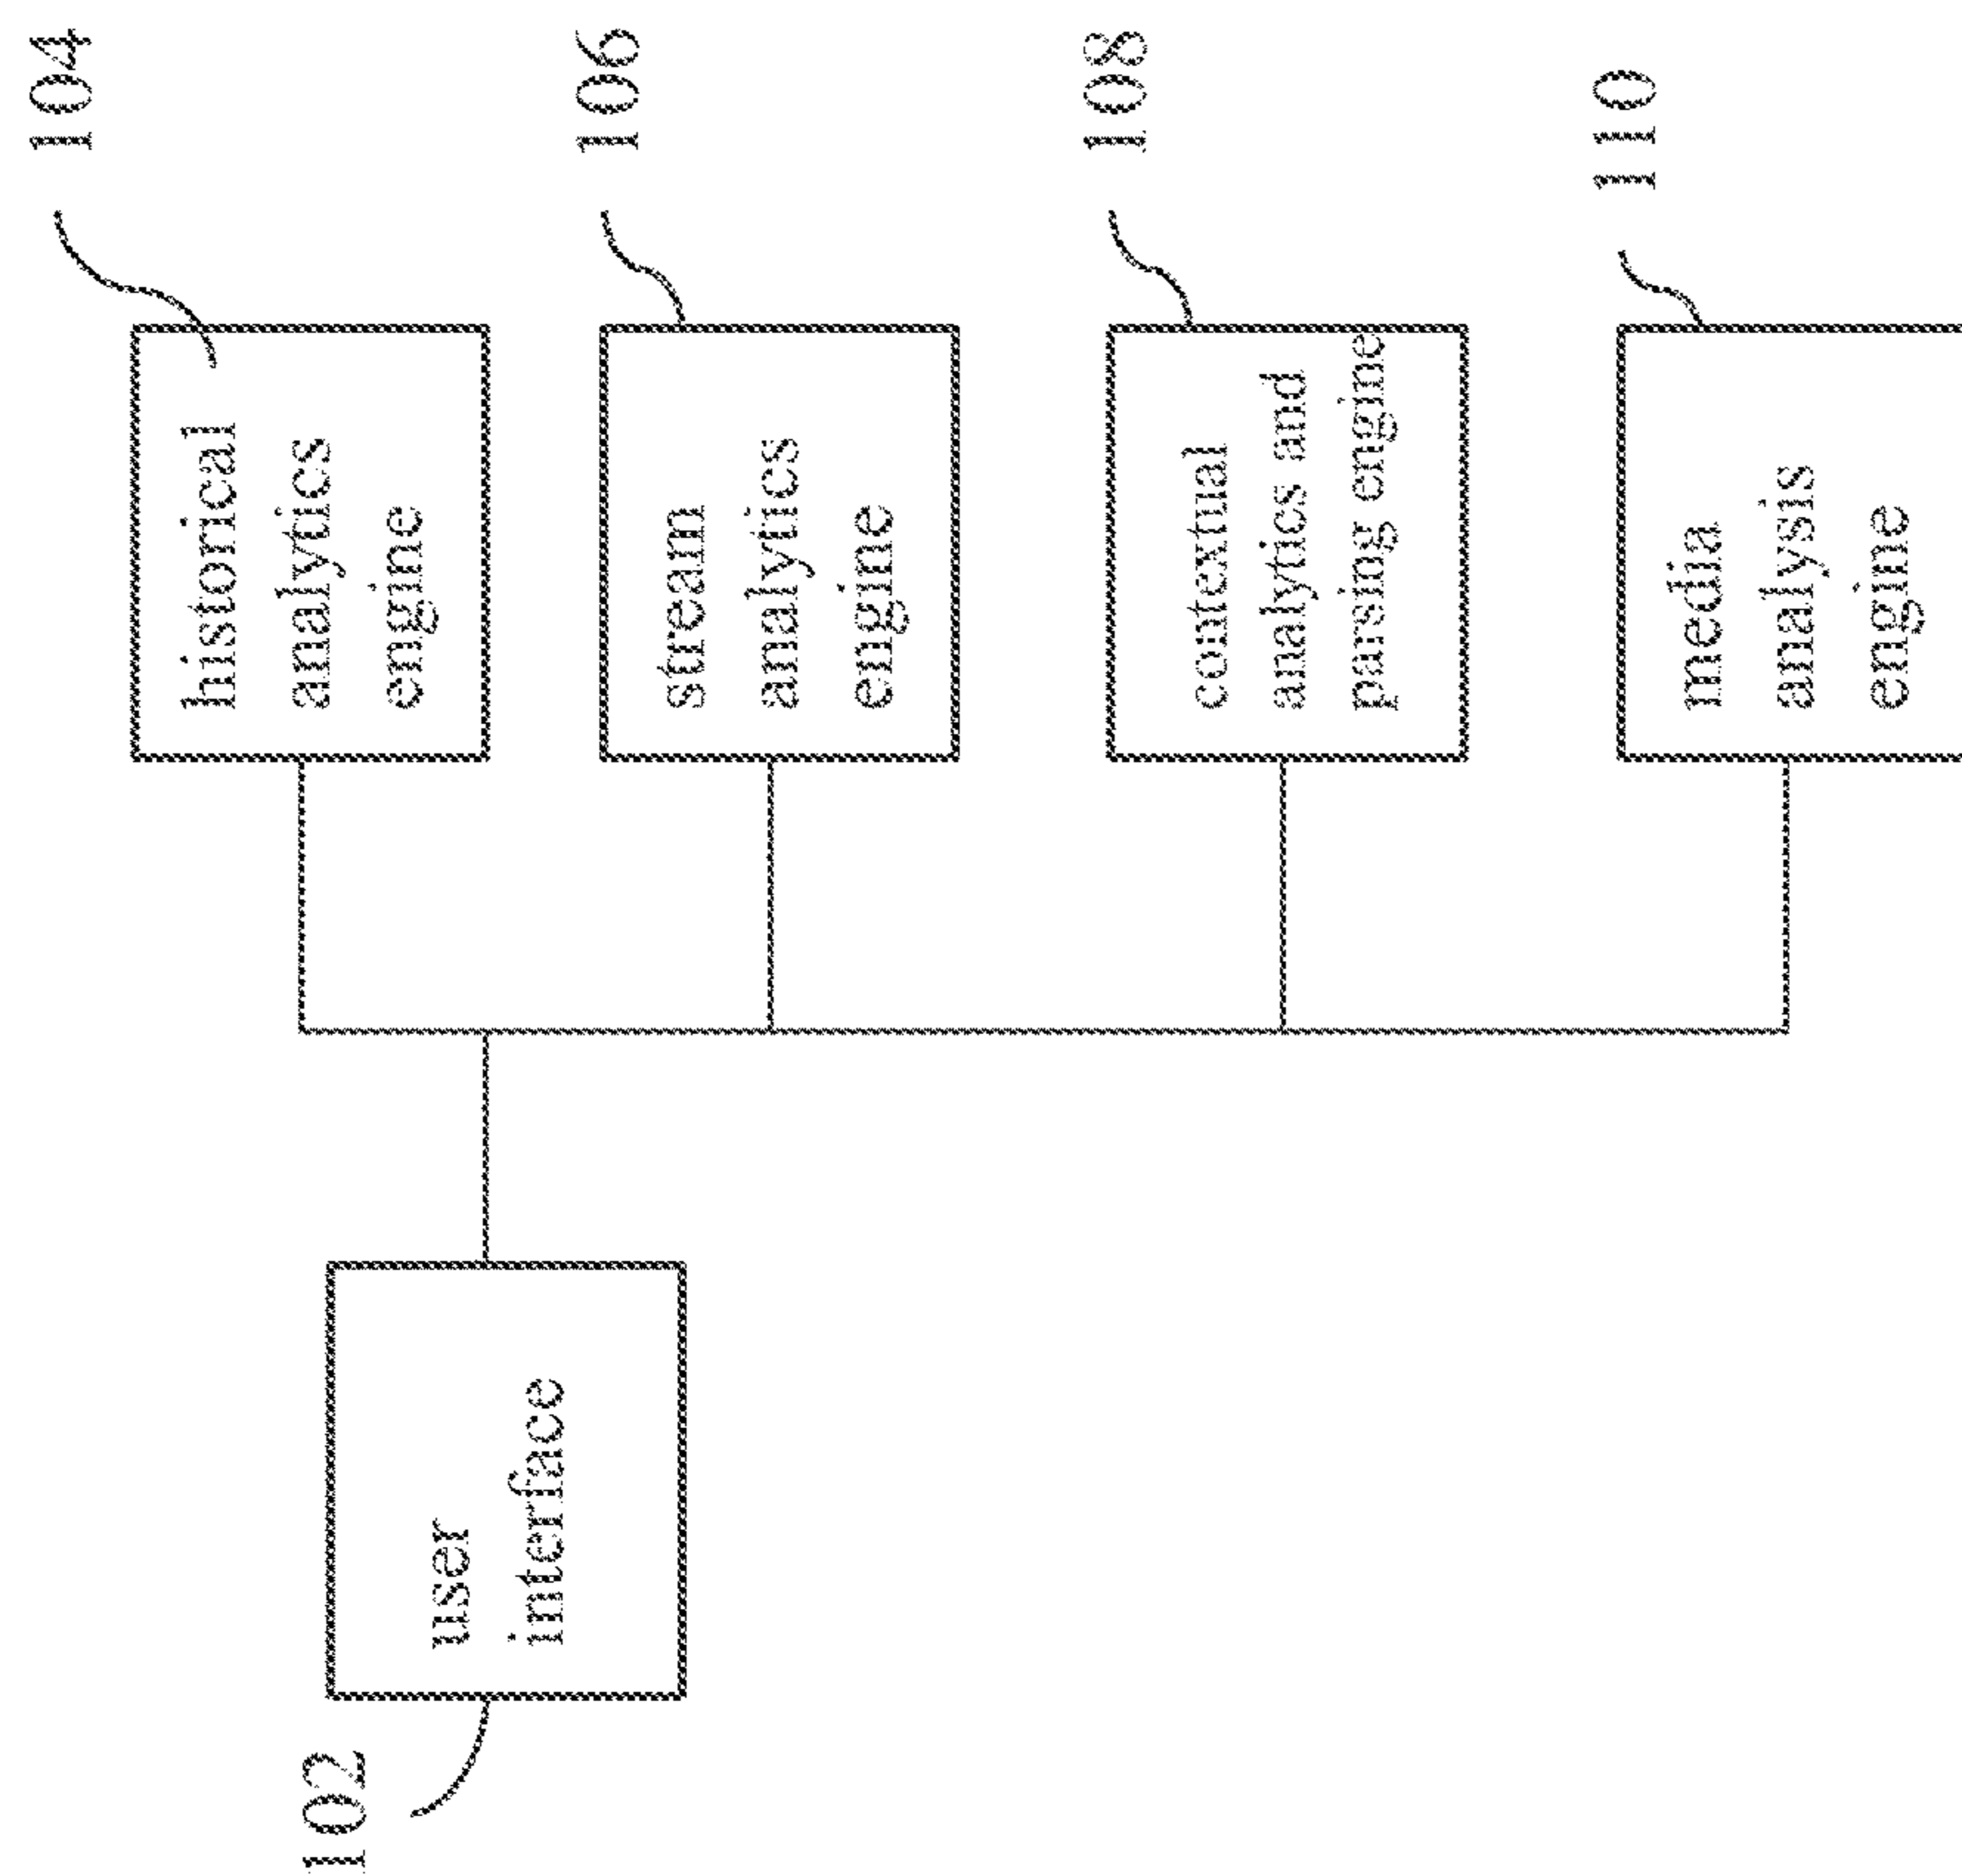 104
historical
analytics
engine
106
stream
analytics
engine
108
contextual
analytics and
parsing engine
110
media
analysis
engine
102
user
interface